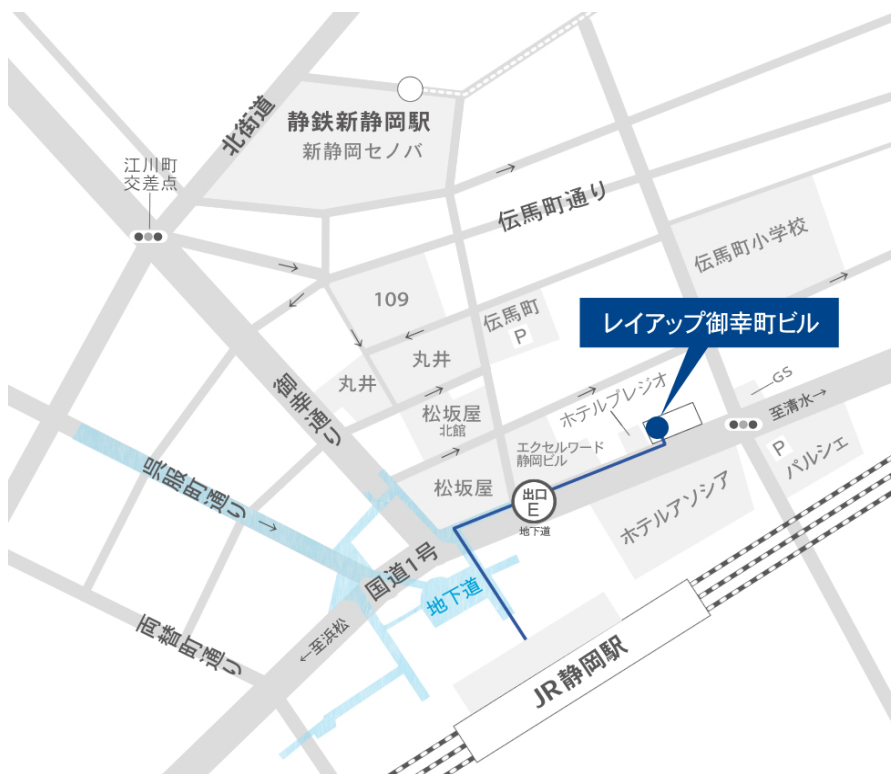 北街道
静鉄新静岡駅
新静岡セノバ
江川町
交差点
伝馬町通り
伝馬町小学校
109
伝馬町
P
レイアップ御幸町ビル
丸井
丸井
御幸通り
松坂屋
北館
ホテルプレジオ
GS
至清水→
エクセルワード
静岡ビル
P
パルシェ
呉服町通り
松坂屋
出口
E
地下道
ホテルアソシア
国道1号
地下道
両替町通り
←至浜松
JR静岡駅